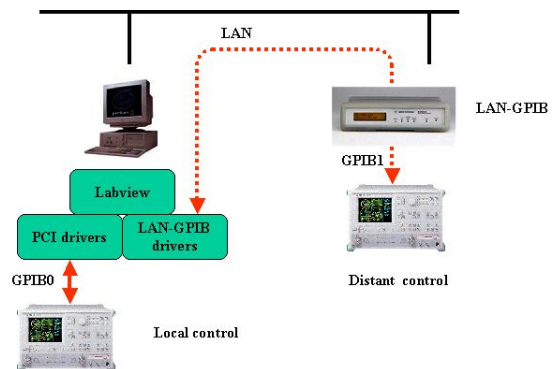 LAN
LAN-GPIB
GPIB1
Labview
PCI drivers
LAN-GPIB
drivers
GPIB0
Distant control
Local control